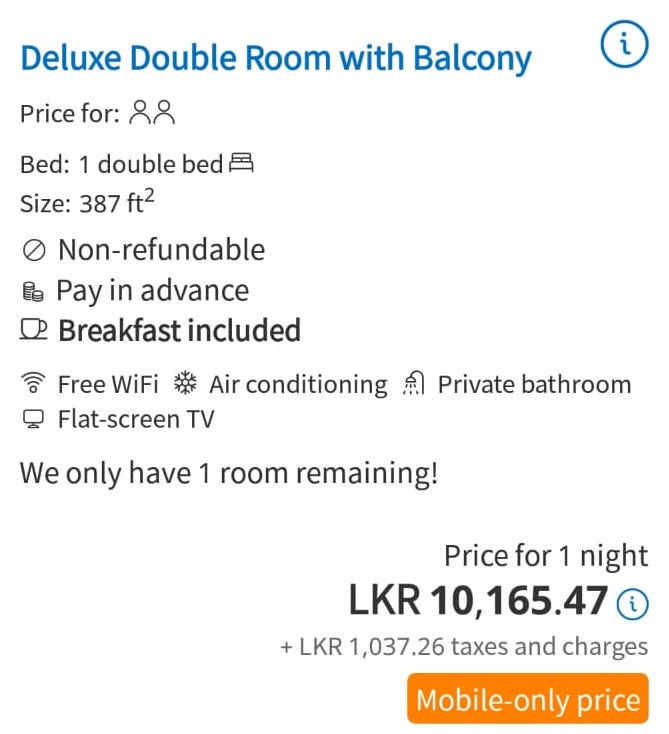 Deluxe Double Room with Balcony
Price for:
Bed: 1 double bed
Size: 387 ft²
Non-refundable
Pay in advance
Breakfast included
Free WiFi Air conditioning Private bathroom
Flat-screen TV
We only have 1 room remaining!
Price for 1 night
LKR 10,165.47
+ LKR 1,037.26 taxes and charges
Mobile-only price